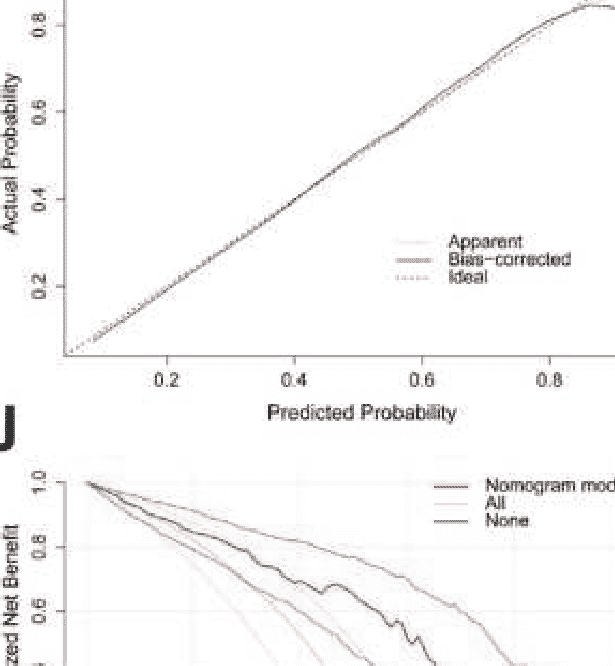 0.8
0.6
0.4
0.2
Actual Probability
Apparent
Bias-corrected
Ideal
0.2 0.4 0.6 0.8
Predicted Probability
J
1.0
0.8
0.6
zed Net Benefit
Nomogram mod
All
None